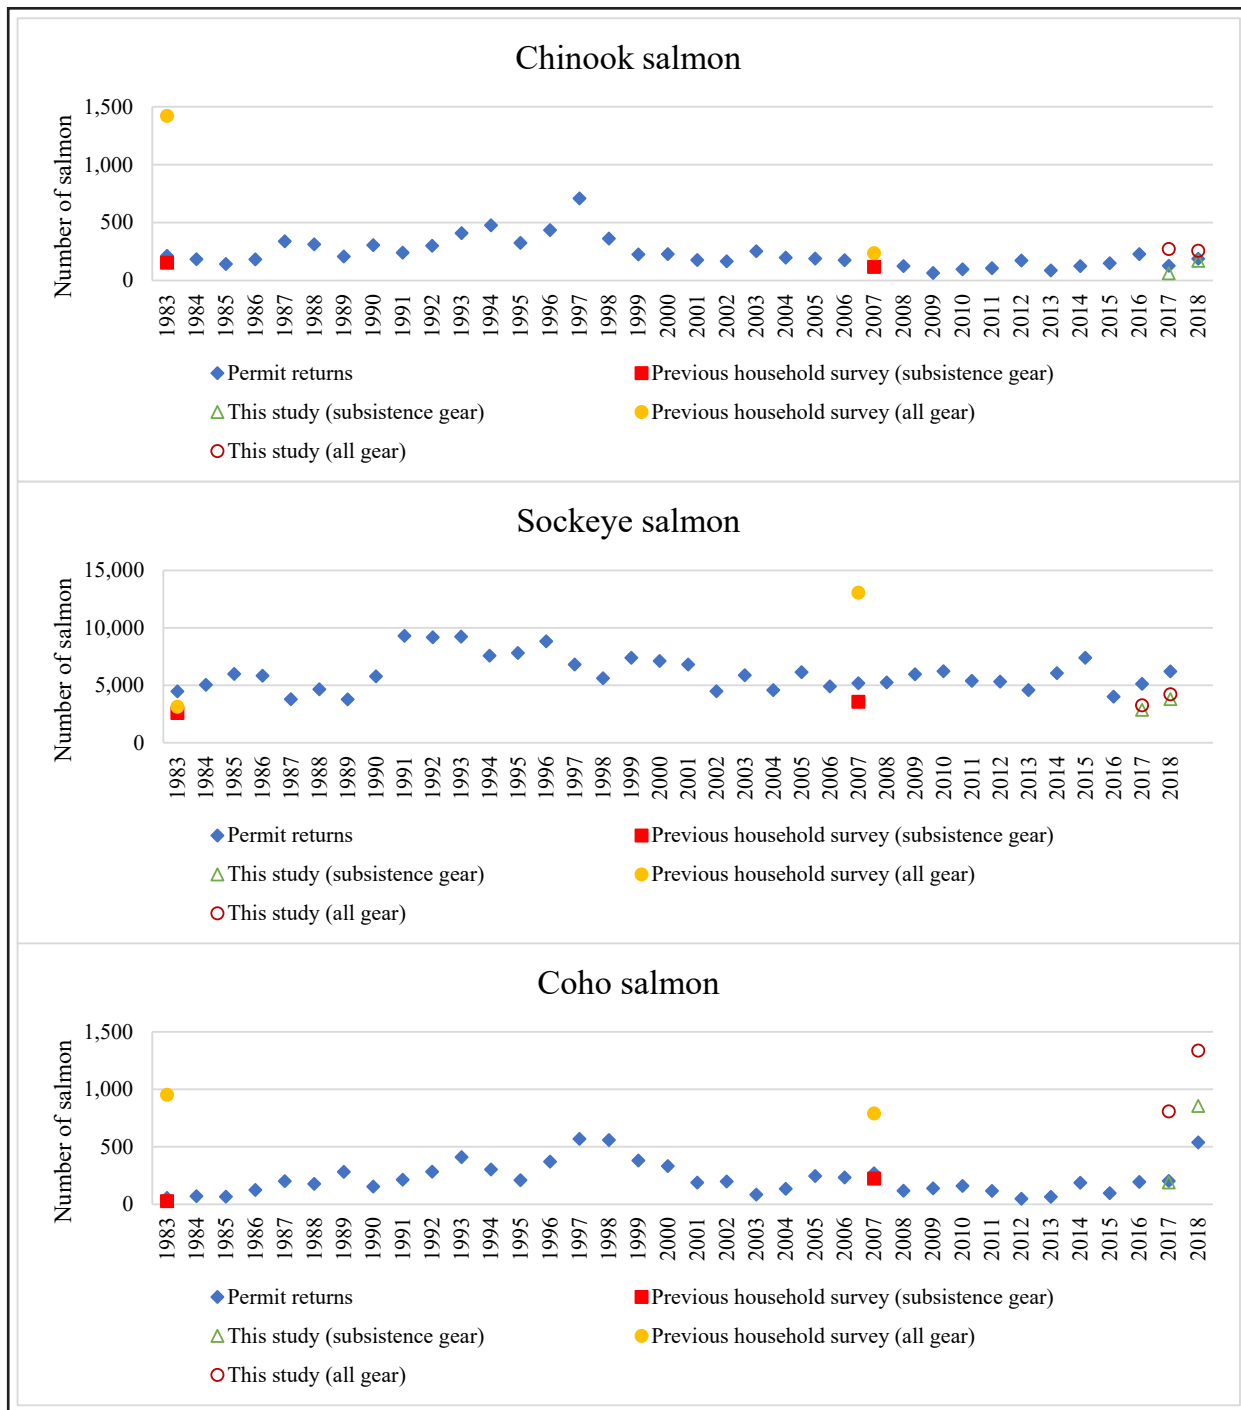 Chinook salmon
Number of salmon
1,500
1,000
500
0
1983 1984 1985 1986 1987 1988 1989 1990 1991 1992 1993 1994 1995 1996 1997 1998 1999 2000 2001 2002 2003 2004 2005 2006 2007 2008 2009 2010 2011 2012 2013 2014 2015 2016 2017 2018
Permit returns Previous household survey (subsistence gear)
This study (subsistence gear) Previous household survey (all gear)
This study (all gear)
Sockeye salmon
Number of salmon
15,000
10,000
5,000
0
1983 1984 1985 1986 1987 1988 1989 1990 1991 1992 1993 1994 1995 1996 1997 1998 1999 2000 2001 2002 2003 2004 2005 2006 2007 2008 2009 2010 2011 2012 2013 2014 2015 2016 2017 2018
Permit returns Previous household survey (subsistence gear)
This study (subsistence gear) Previous household survey (all gear)
This study (all gear)
Coho salmon
Number of salmon
1,500
1,000
500
0
1983 1984 1985 1986 1987 1988 1989 1990 1991 1992 1993 1994 1995 1996 1997 1998 1999 2000 2001 2002 2003 2004 2005 2006 2007 2008 2009 2010 2011 2012 2013 2014 2015 2016 2017 2018
Permit returns Previous household survey (subsistence gear)
This study (subsistence gear) Previous household survey (all gear)
This study (all gear)